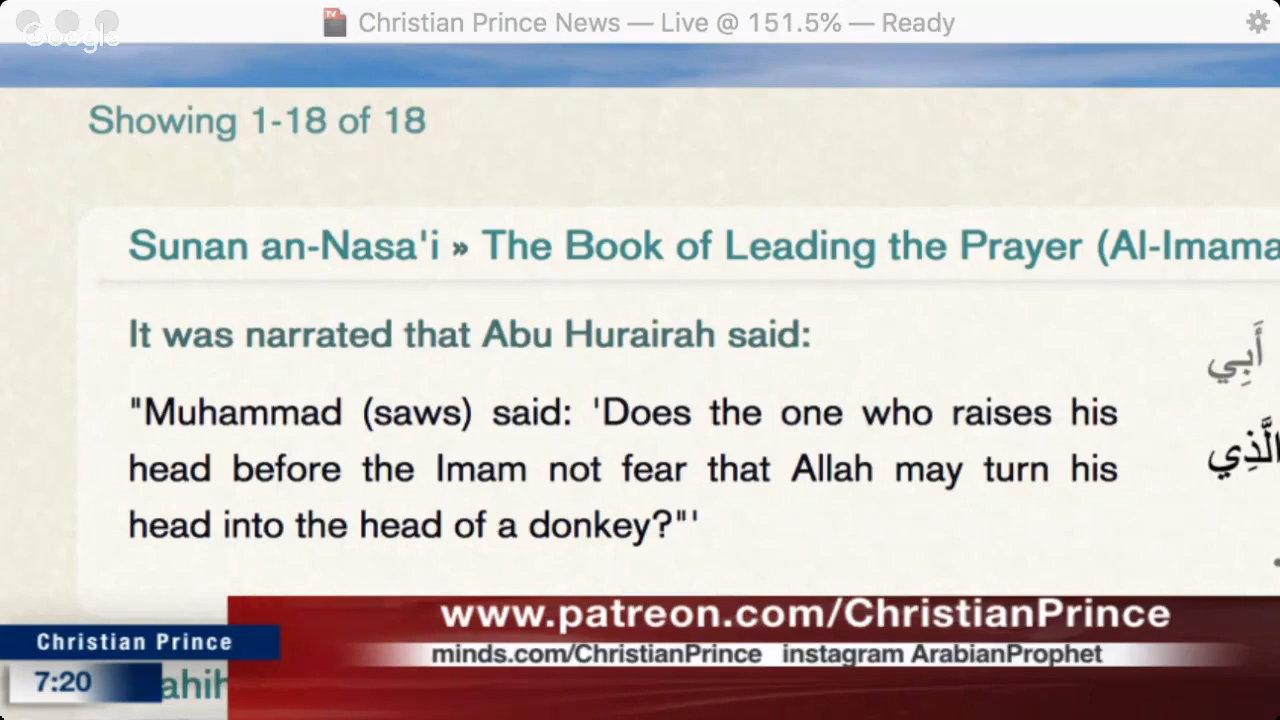 Christian Prince News — Live @ 151.5% — Ready
Google
Showing 1-18 of 18
Sunan an-Nasa'i » The Book of Leading the Prayer (Al-Imama
It was narrated that Abu Hurairah said:
أَبِي
"Muhammad (saws) said: 'Does the one who raises his
head before the Imam not fear that Allah may turn his
الَّذِي
head into the head of a donkey?"'
www.patreon.com/ChristianPrince
Christian Prince
minds.com/ChristianPrince instagram ArabianProphet
7:20